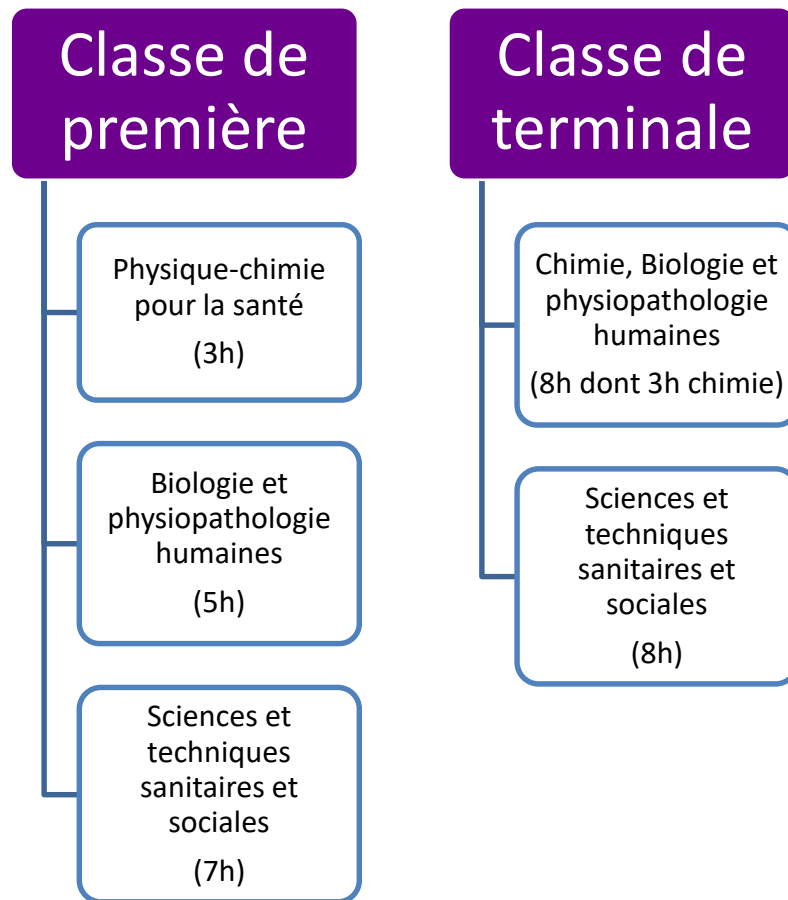 Classe de
première
Physique-chimie
pour la santé
(3h)
Biologie et
physiopathologie
humaines
(5h)
Sciences et
techniques
sanitaires et
sociales
(7h)
Classe de
terminale
Chimie, Biologie et
physiopathologie
humaines
(8h dont 3h chimie)
Sciences et
techniques
sanitaires et
sociales
(8h)